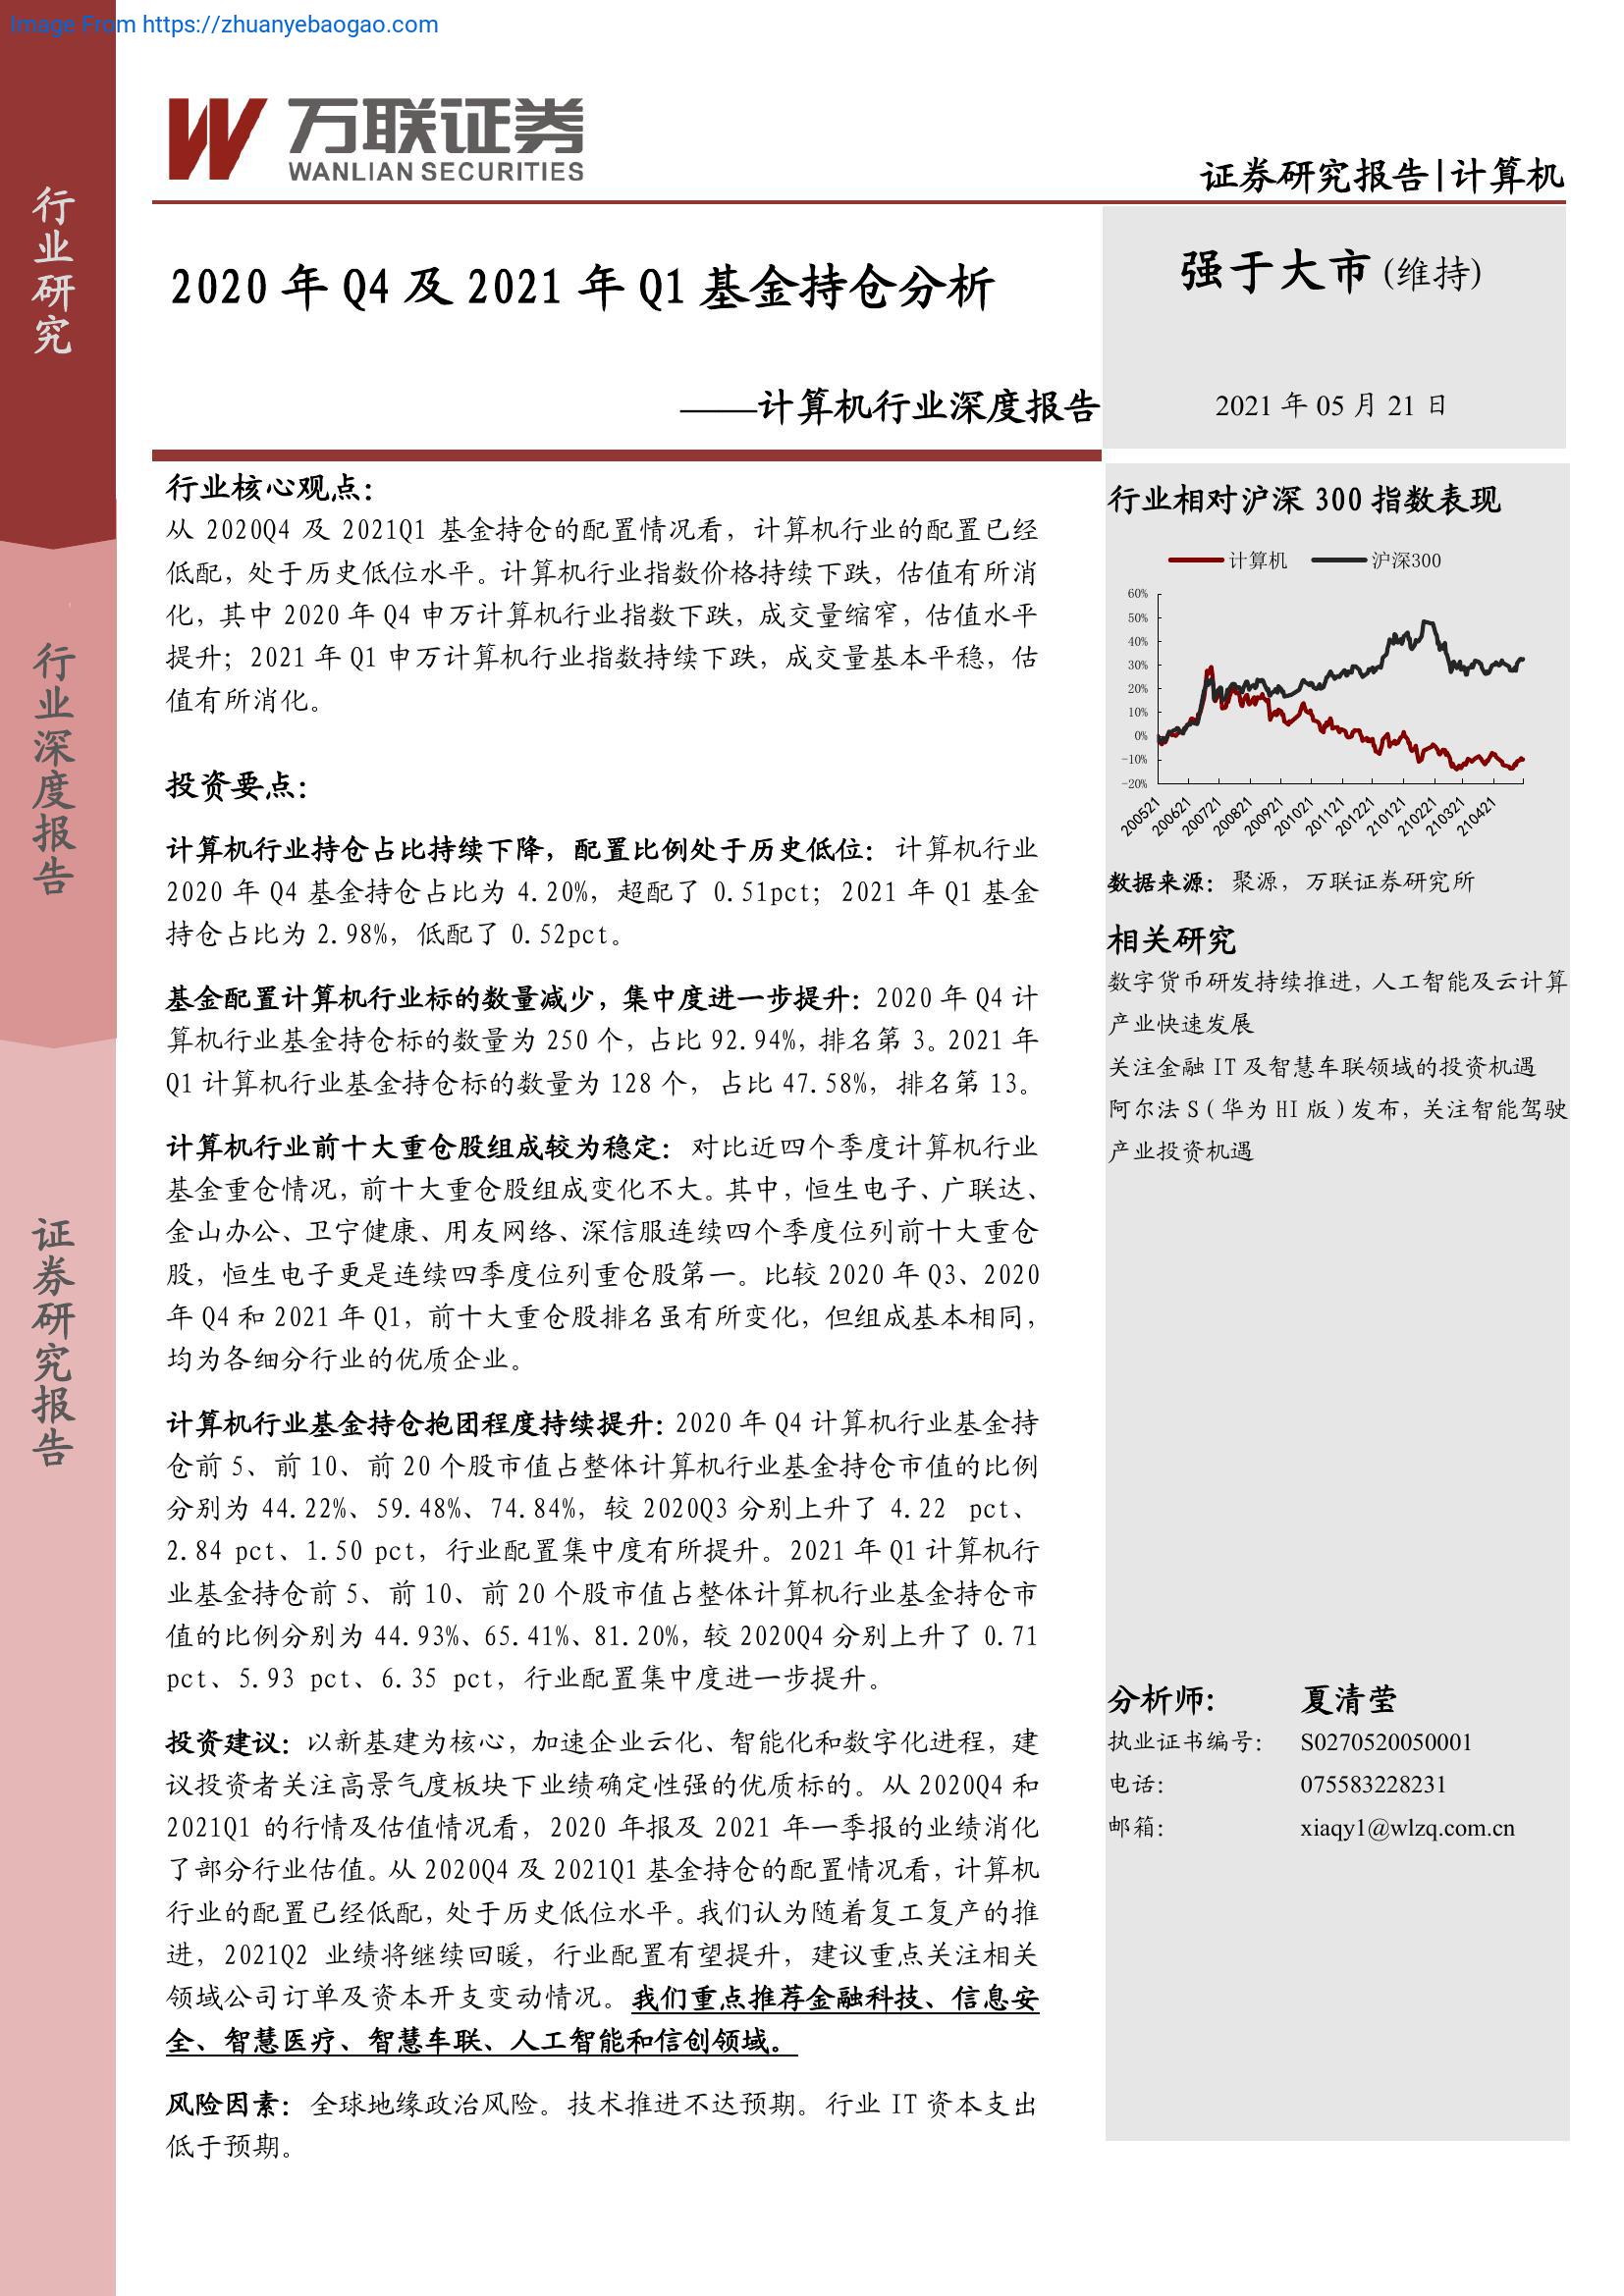 Image From https://zhuanyebaogao.com
万联证券
WANLIAN SECURITIES
证券研究报告|计算机
行业研究
行业深度报告
证券研究报告
2020 年 Q4 及 2021 年 Q1 基金持仓分析
——计算机行业深度报告
强于大市(维持)
2021 年 05 月 21 日
行业核心观点：
从 2020Q4 及 2021Q1 基金持仓的配置情况看，计算机行业的配置已经
低配，处于历史低位水平。计算机行业指数价格持续下跌，估值有所消
化，其中 2020 年 Q4 申万计算机行业指数下跌，成交量缩窄，估值水平
提升；2021 年 Q1 申万计算机行业指数持续下跌，成交量基本平稳，估
值有所消化。
投资要点：
计算机行业持仓占比持续下降，配置比例处于历史低位：计算机行业
2020 年 Q4 基金持仓占比为 4.20%，超配了 0.51pct；2021 年 Q1 基金
持仓占比为 2.98%，低配了 0.52pct。
基金配置计算机行业标的数量减少，集中度进一步提升：2020 年 Q4 计
算机行业基金持仓标的数量为 250 个，占比 92.94%，排名第 3。2021 年
Q1 计算机行业基金持仓标的数量为 128 个，占比 47.58%，排名第 13。
计算机行业前十大重仓股组成较为稳定：对比近四个季度计算机行业
基金重仓情况，前十大重仓股组成变化不大。其中，恒生电子、广联达、
金山办公、卫宁健康、用友网络、深信服连续四个季度位列前十大重仓
股，恒生电子更是连续四季度位列重仓股第一。比较 2020 年 Q3、2020
年 Q4 和 2021 年 Q1，前十大重仓股排名虽有所变化，但组成基本相同，
均为各细分行业的优质企业。
计算机行业基金持仓抱团程度持续提升：2020 年 Q4 计算机行业基金持
仓前 5、前 10、前 20 个股市值占整体计算机行业基金持仓市值的比例
分别为 44.22%、59.48%、74.84%，较 2020Q3 分别上升了 4.22 pct、
2.84 pct、1.50 pct，行业配置集中度有所提升。2021 年 Q1 计算机行
业基金持仓前 5、前 10、前 20 个股市值占整体计算机行业基金持仓市
值的比例分别为 44.93%、65.41%、81.20%，较 2020Q4 分别上升了 0.71
pct、5.93 pct、6.35 pct，行业配置集中度进一步提升。
投资建议：以新基建为核心，加速企业云化、智能化和数字化进程，建
议投资者关注高景气度板块下业绩确定性强的优质标的。从 2020Q4 和
2021Q1 的行情及估值情况看，2020 年报及 2021 年一季报的业绩消化
了部分行业估值。从 2020Q4 及 2021Q1 基金持仓的配置情况看，计算机
行业的配置已经低配，处于历史低位水平。我们认为随着复工复产的推
进，2021Q2 业绩将继续回暖，行业配置有望提升，建议重点关注相关
领域公司订单及资本开支变动情况。我们重点推荐金融科技、信息安
全、智慧医疗、智慧车联、人工智能和信创领域。
风险因素：全球地缘政治风险。技术推进不达预期。行业 IT 资本支出
低于预期。
行业相对沪深 300 指数表现
计算机 沪深300
60%
50%
40%
30%
20%
10%
0%
-10%
-20%
200521 200621 200721 200821 200921 201021 201121 201221 210121 210221 210321 210421
数据来源：聚源，万联证券研究所
相关研究
数字货币研发持续推进，人工智能及云计算
产业快速发展
关注金融 IT 及智慧车联领域的投资机遇
阿尔法 S（华为 HI 版）发布，关注智能驾驶
产业投资机遇
分析师： 夏清莹
执业证书编号： S0270520050001
电话： 075583228231
邮箱： xiaqy1@wlzq.com.cn